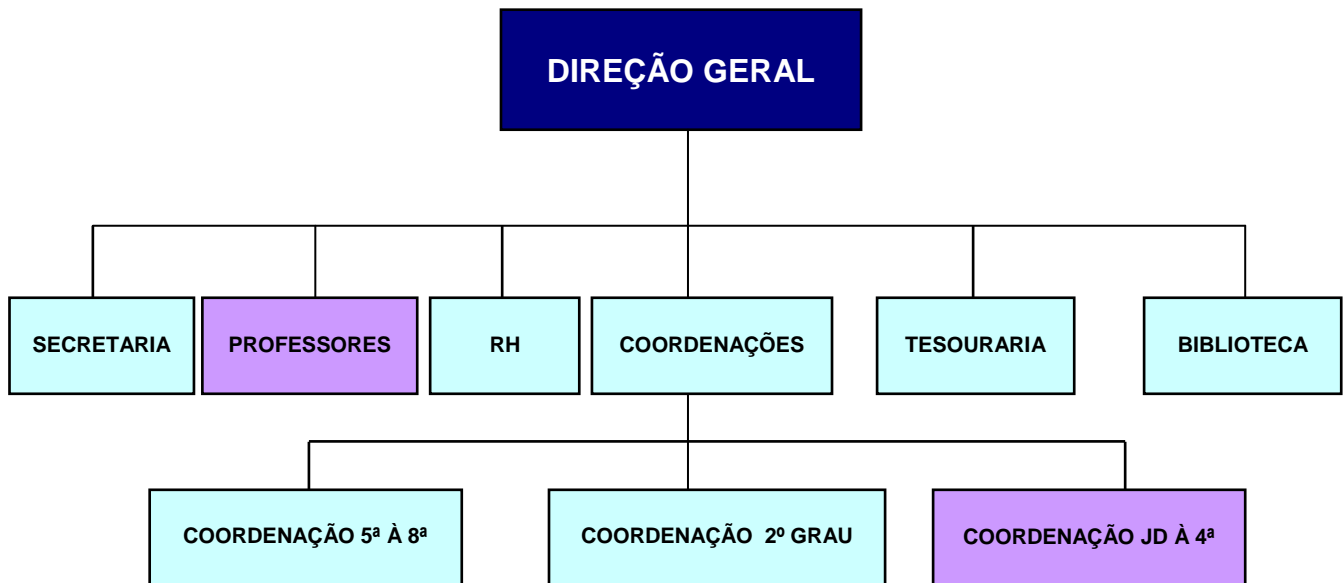 DIREÇÃO GERAL
SECRETARIA
PROFESSORES
RH
COORDENAÇÕES
TESOURARIA
BIBLIOTECA
COORDENAÇÃO 5ª À 8ª
COORDENAÇÃO 2º GRAU
COORDENAÇÃO JD À 4ª